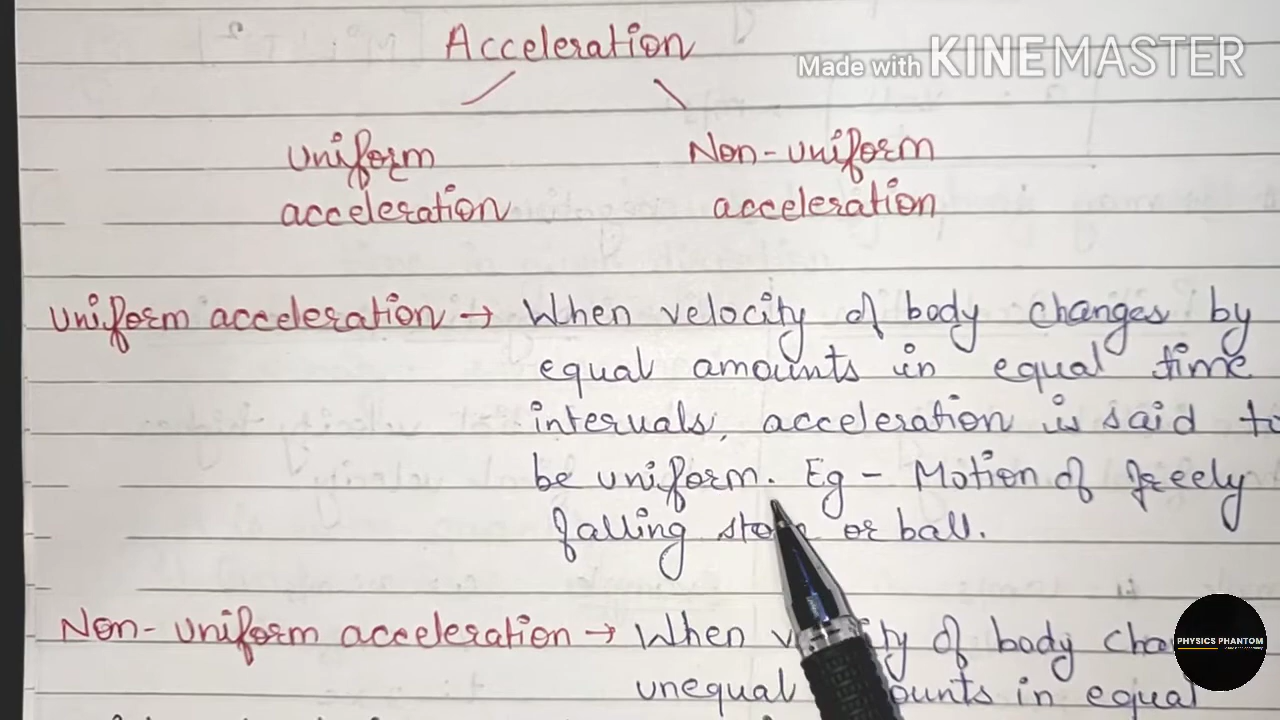 Acceleration
Made with KINEMASTER
Uniform
acceleration
Non-uniform
acceleration
Uniform acceleration → When velocity of body changes by
equal amounts in equal time
intervals, acceleration is said
be uniform. Eg - Motion of freely
falling or ball.
Non-uniform acceleration → When of body
unequal in equal
PHYSICS PHANTOM